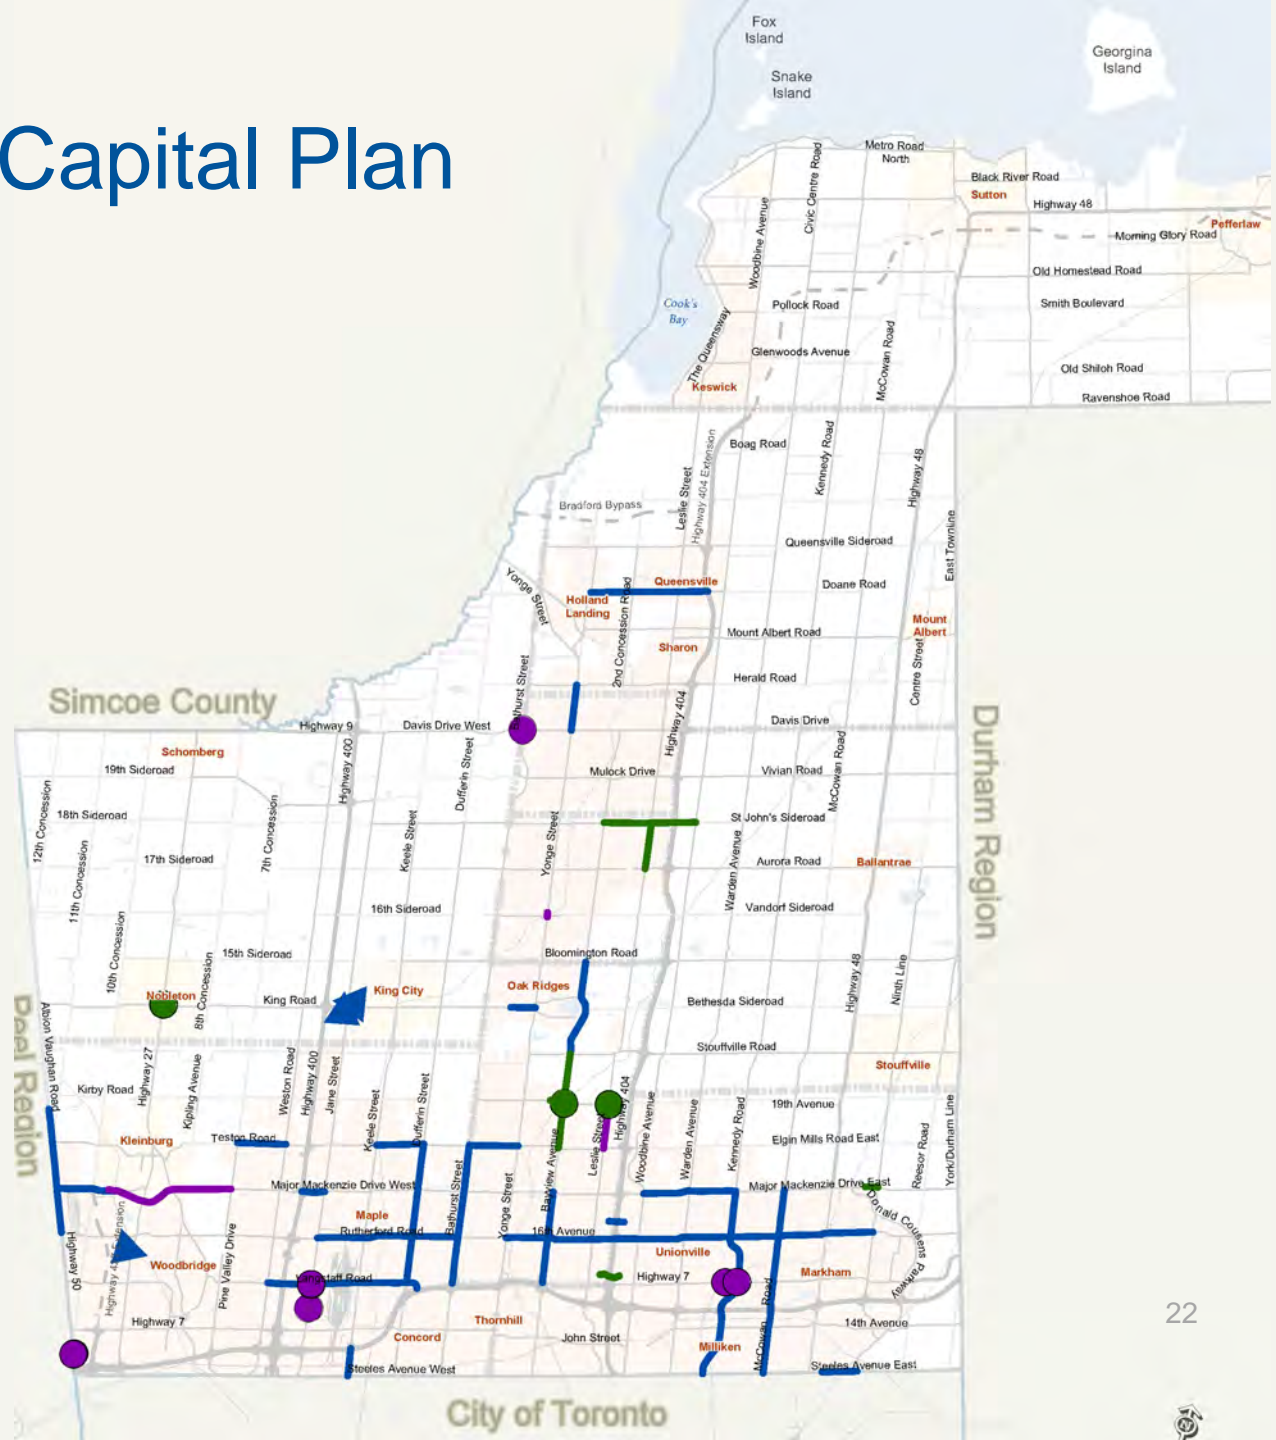 Fox
Island
Georgina
Island
Snake
Island
Capital Plan
Metro Road
North
Civic Centre Road
Black River Road
Sutton
Highway 48
Woodbine Avenue
Pefferlaw
Morning Glory Road
Old Homestead Road
Cook's
Bay
Pollock Road
Smith Boulevard
The Queensway
Glenwoods Avenue
McCowan Road
Old Shiloh Road
Keswick
Ravenshoe Road
Boag Road
Kennedy Road
Highway 48
Leslie Street
Highway 404 Extension
Bradford Bypass
Queensville Sideroad
East Townline
Yonge Street
Queensville
Doane Road
Holland
Landing
2nd Concession Road
Mount
Albert
Mount Albert Road
Sharon
Centre Street
Herald Road
Bathurst Street
Simcoe County
Highway 9
Davis Drive West
Highway 404
Davis Drive
Durham Region
Schomberg
19th Sideroad
Highway 400
Dufferin Street
Mulock Drive
Vivian Road
McCowan Road
12th Concession
18th Sideroad
7th Concession
Keele Street
Yonge Street
St John's Sideroad
17th Sideroad
Warden Avenue
Aurora Road
Ballantrae
11th Concession
16th Sideroad
Vandorf Sideroad
10th Concession
15th Sideroad
8th Concession
Bloomington Road
Highway 48
Ninth Line
Nobleton
King Road
King City
Oak Ridges
Bethesda Sideroad
Peel Region
Albion Vaughan Road
Stouffville Road
Stouffville
Kirby Road
Highway 27
Kipling Avenue
Weston Road
Highway 400
Jane Street
Keele Street
Dufferin Street
Highway 404
Woodbine Avenue
Warden Avenue
Kennedy Road
19th Avenue
Kleinburg
Teston Road
Bayview Avenue
Leslie Street
Elgin Mills Road East
Reesor Road
York/Durham Line
Major Mackenzie Drive West
Bathurst Street
Yonge Street
Major Mackenzie Drive East
Maple
Rutherford Road
16th Avenue
Donald Cousens Parkway
Highway 50
Woodbridge
Pine Valley Drive
Langstaff Road
Unionville
Highway 7
Markham
Highway 7
Thornhill
Concord
John Street
Milliken
McCowan Road
14th Avenue
22
Steeles Avenue West
Steeles Avenue East
City of Toronto